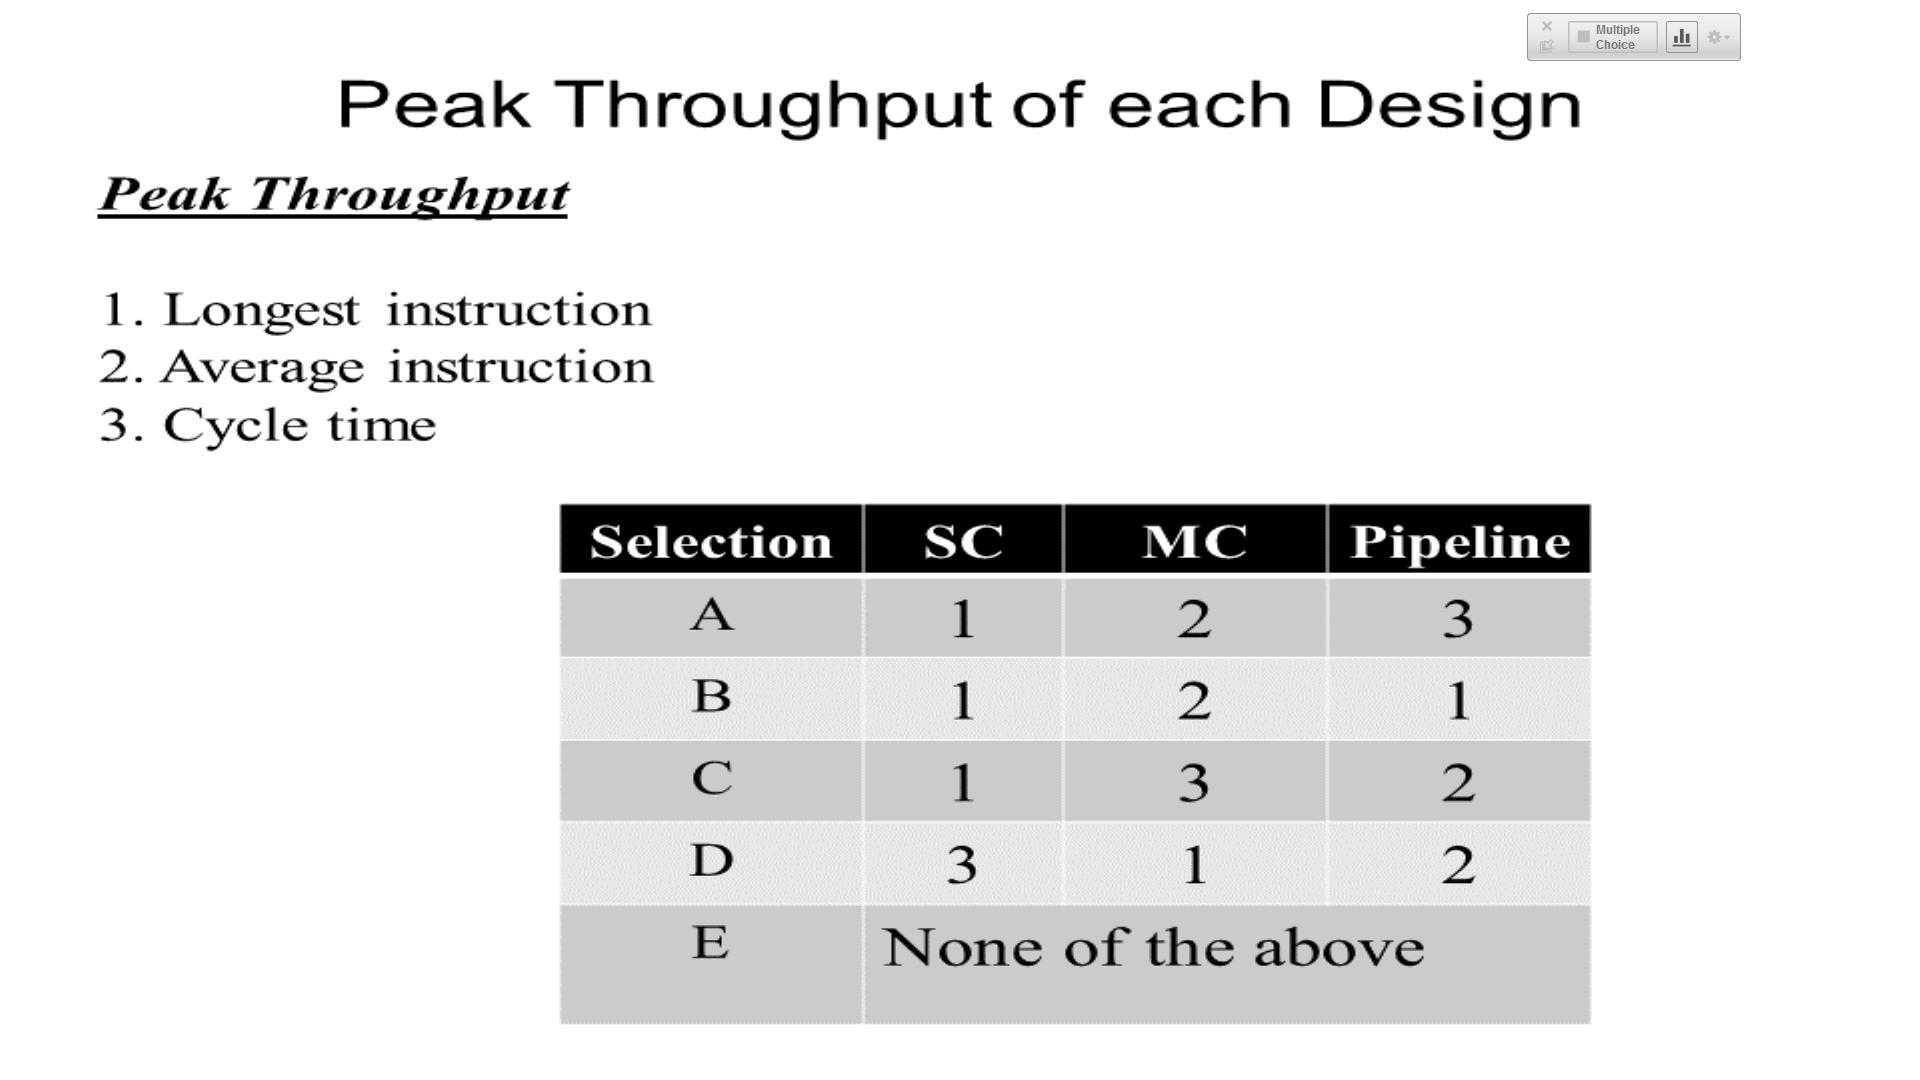 Multiple
Choice
Peak Throughput of each Design
Peak Throughput
1. Longest instruction
2. Average instruction
3. Cycle time
Selection SC MC Pipeline
A 1 2 3
B 1 2 1
C 1 3 2
D 3 1 2
E None of the above